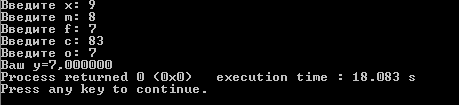 Введите x: 9
Введите m: 8
Введите f: 7
Введите c: 83
Введите o: 7
Ваш y=7,000000
Process returned 0 (0x0)   execution time : 18.083 s
Press any key to continue.